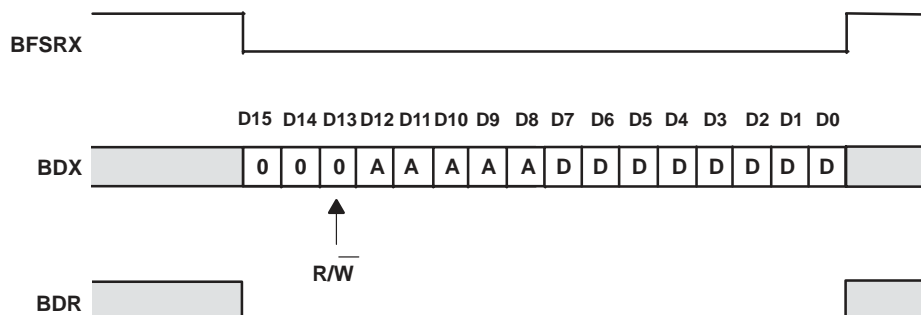 BFSRX
D15 D14 D13 D12 D11 D10 D9 D8 D7 D6 D5 D4 D3 D2 D1 D0
BDX 0 0 0 A A A A A D D D D D D D D
R/W̅
BDR